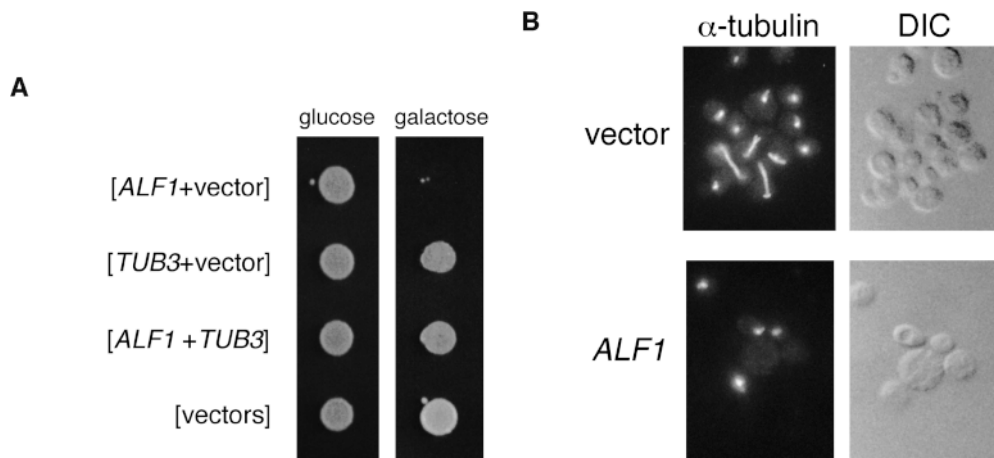 A
glucose galactose
[ALF1+vector]
[TUB3+vector]
[ALF1 +TUB3]
[vectors]
B
α-tubulin DIC
vector
ALF1